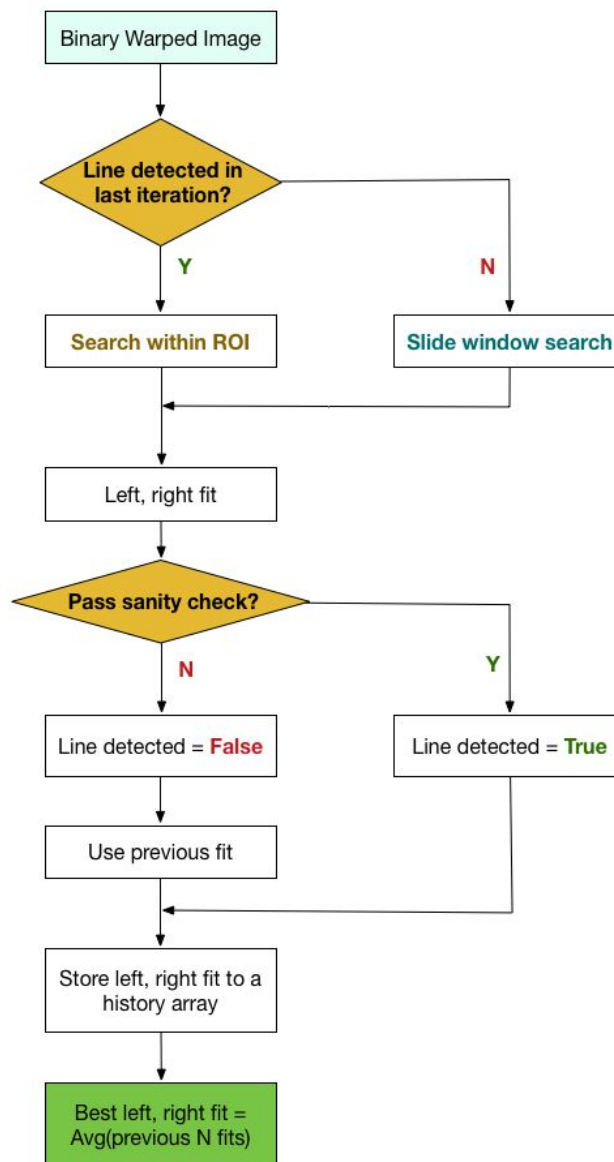 Binary Warped Image
Line detected in
last iteration?
Y
N
Search within ROI
Slide window search
Left, right fit
Pass sanity check?
N
Y
Line detected = False
Line detected = True
Use previous fit
Store left, right fit to a
history array
Best left, right fit =
Avg(previous N fits)